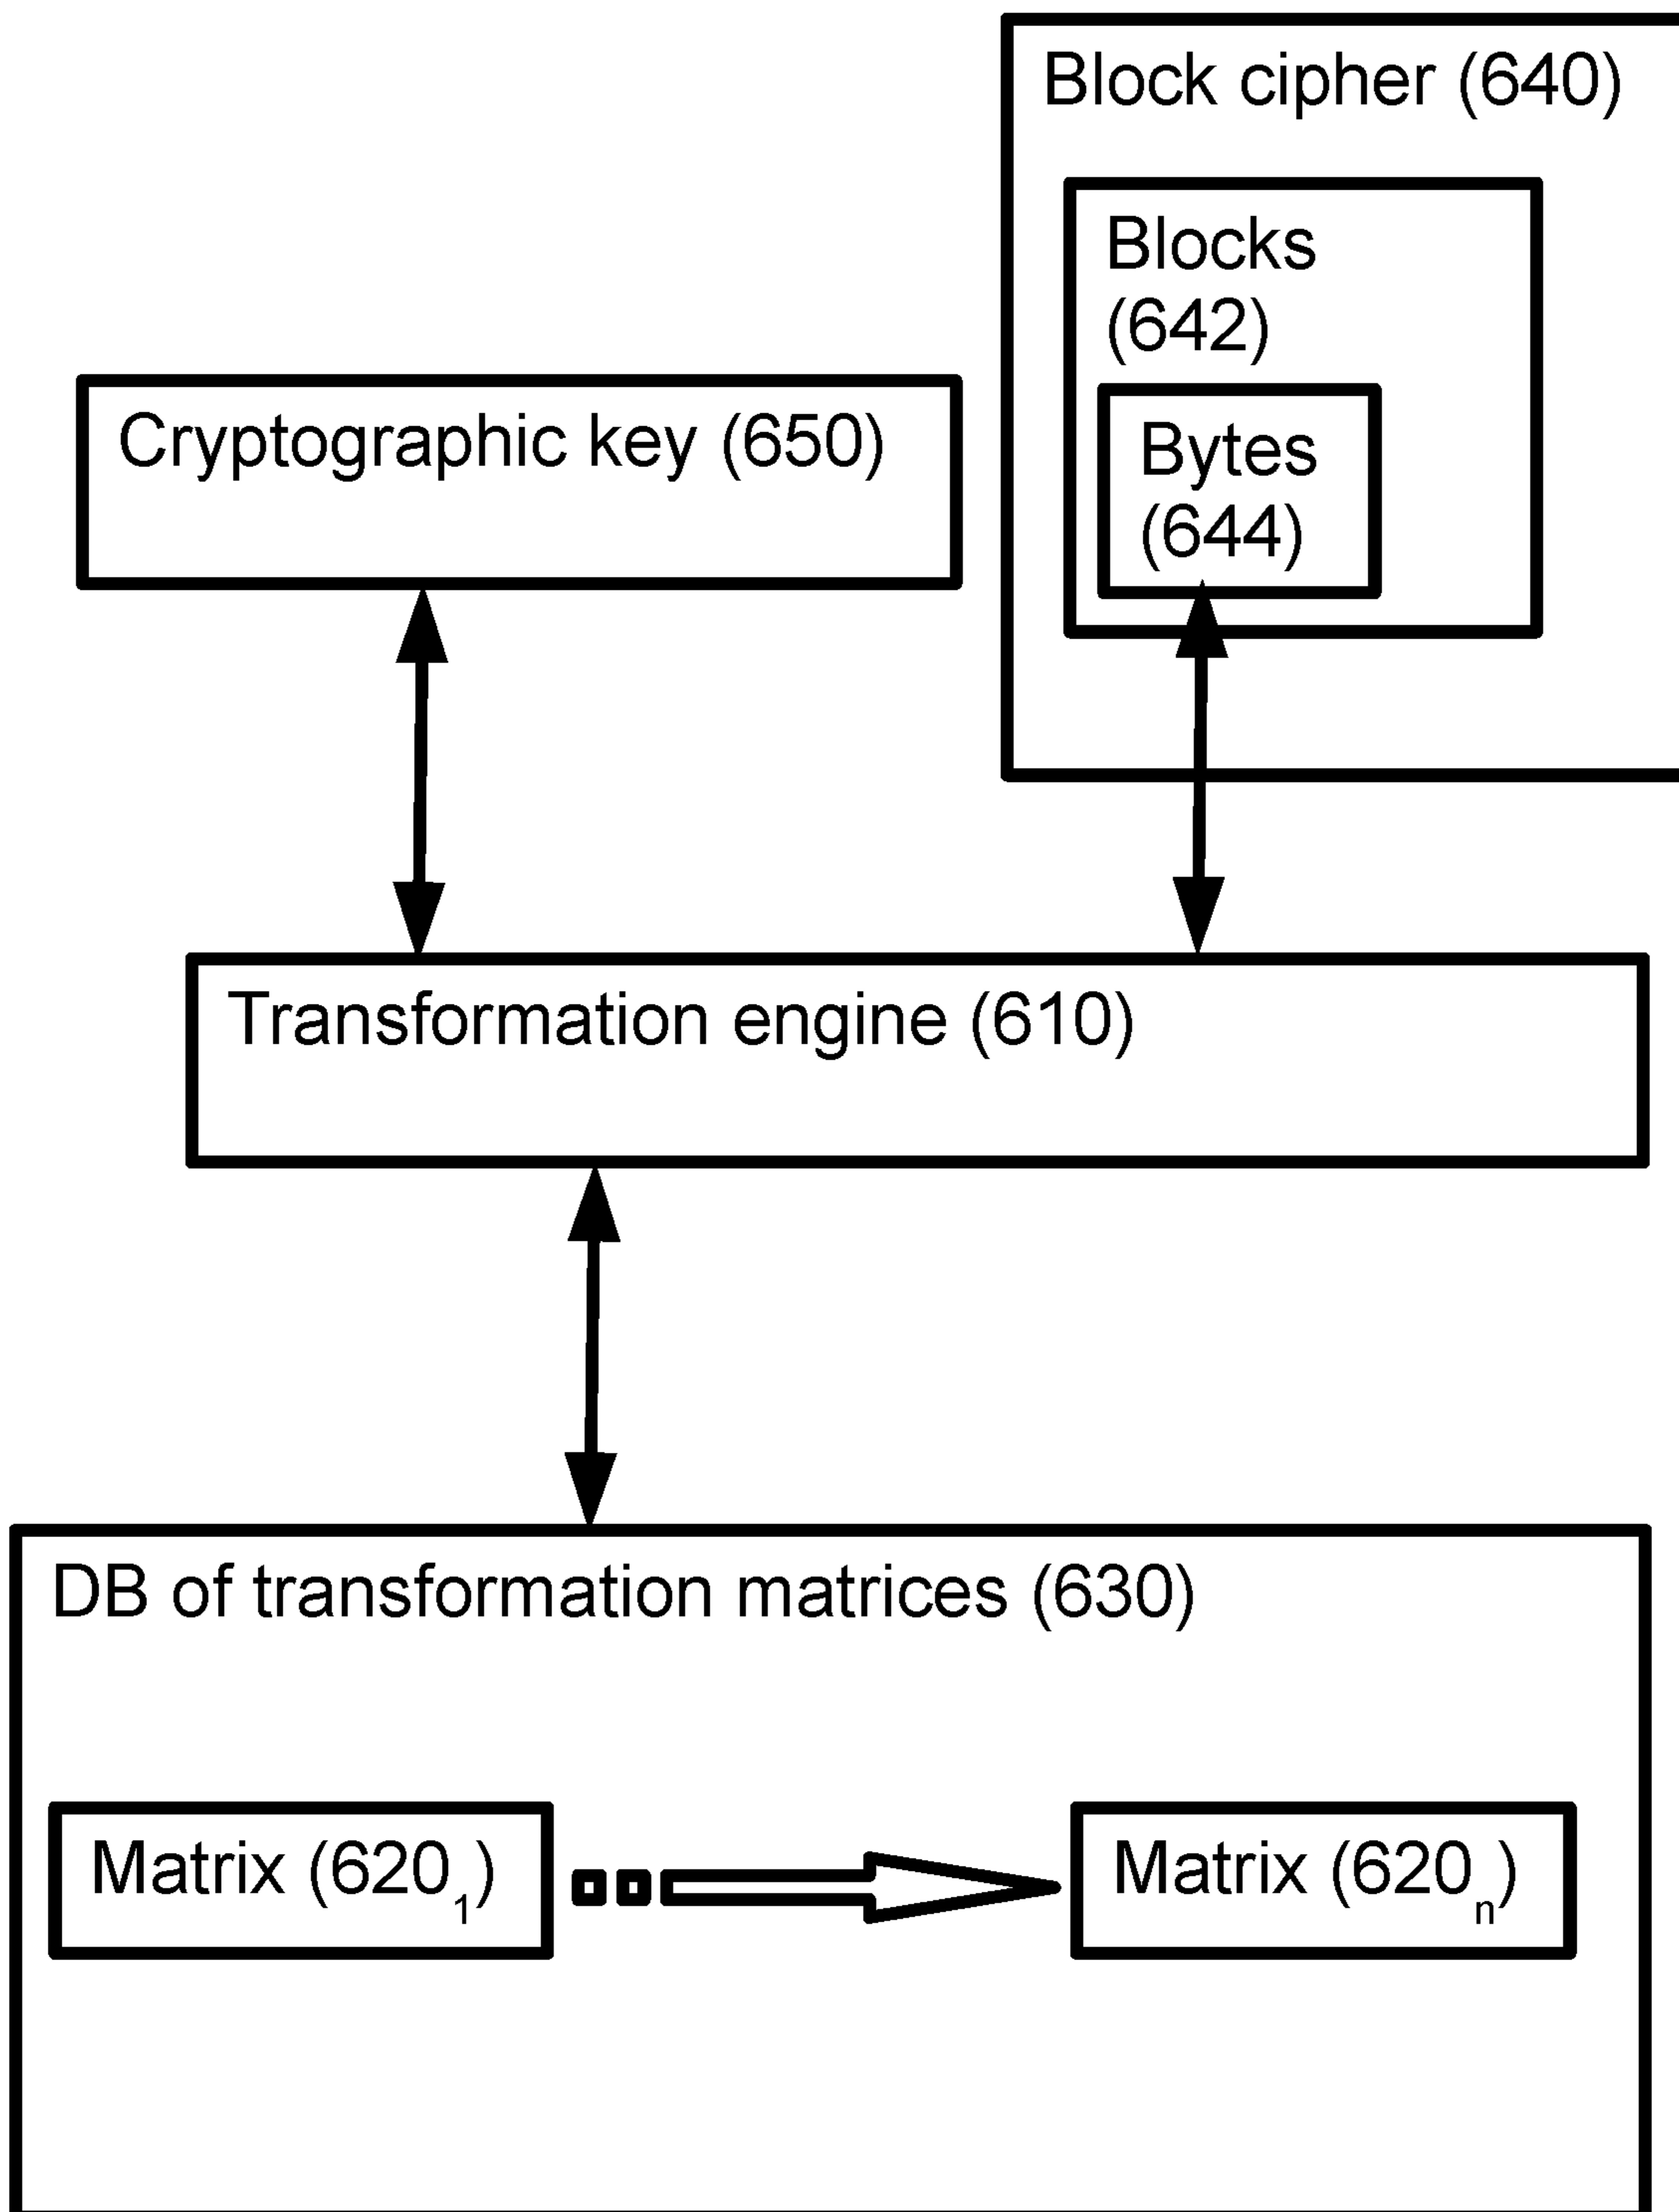 Block cipher (640)
Blocks
(642)
Bytes
(644)
Cryptographic key (650)
Transformation engine (610)
DB of transformation matrices (630)
Matrix (620₁)
Matrix (620ₙ)